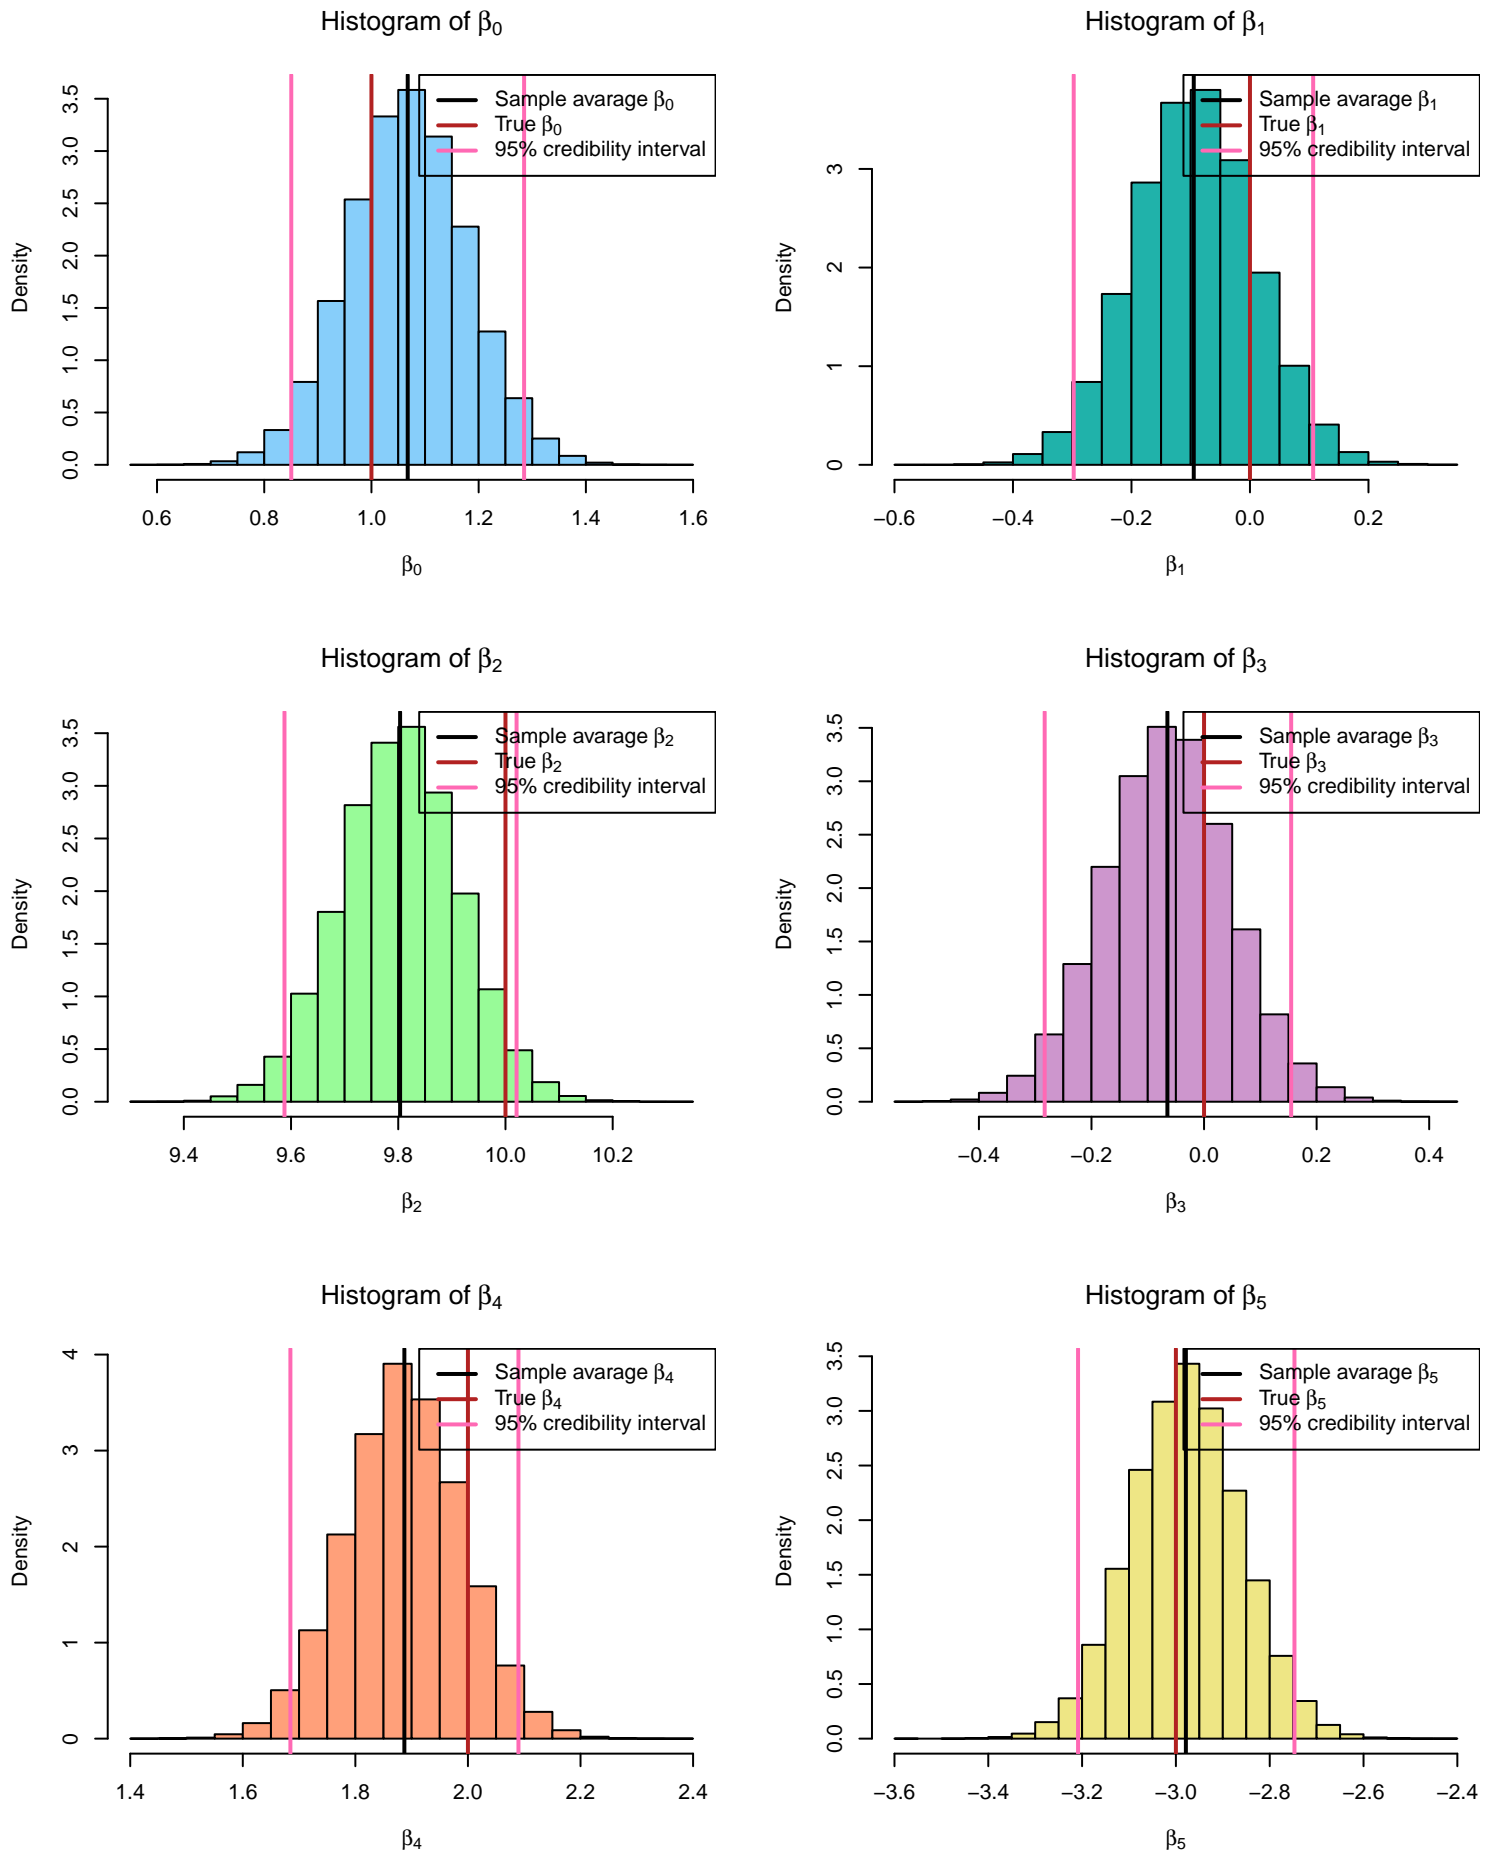 Histogram of β0
Histogram of β1
Density
0.0 0.5 1.0 1.5 2.0 2.5 3.0 3.5
Sample avarage β0
True β0
95% credibility interval
0.6 0.8 1.0 1.2 1.4 1.6
β0
Density
0 1 2 3
Sample avarage β1
True β1
95% credibility interval
−0.6 −0.4 −0.2 0.0 0.2
β1
Histogram of β2
Histogram of β3
Density
0.0 0.5 1.0 1.5 2.0 2.5 3.0 3.5
Sample avarage β2
True β2
95% credibility interval
9.4 9.6 9.8 10.0 10.2
β2
Density
0.0 0.5 1.0 1.5 2.0 2.5 3.0 3.5
Sample avarage β3
True β3
95% credibility interval
−0.4 −0.2 0.0 0.2 0.4
β3
Histogram of β4
Histogram of β5
Density
0 1 2 3 4
Sample avarage β4
True β4
95% credibility interval
1.4 1.6 1.8 2.0 2.2 2.4
β4
Density
0.0 0.5 1.0 1.5 2.0 2.5 3.0 3.5
Sample avarage β5
True β5
95% credibility interval
−3.6 −3.4 −3.2 −3.0 −2.8 −2.6 −2.4
β5